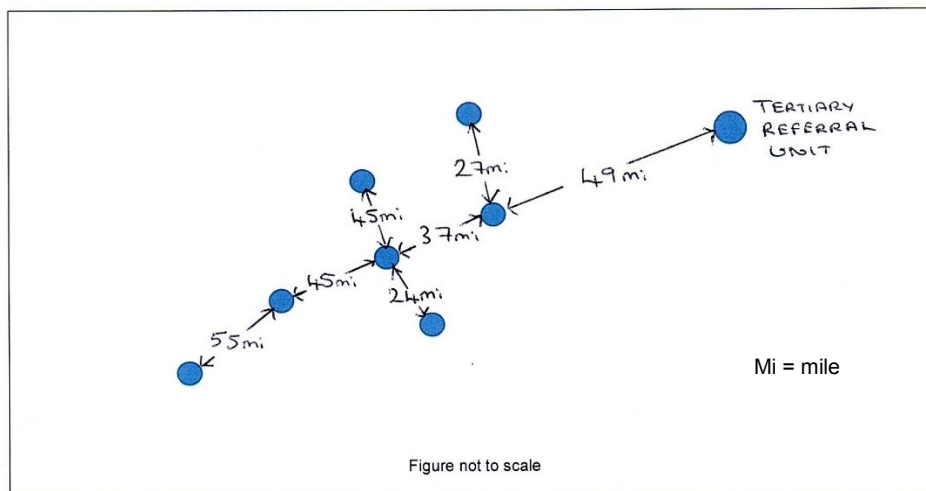 TERTIARY
REFERRAL
UNIT
27mi
49mi
45mi
37mi
45mi
24mi
55mi
Mi = mile
Figure not to scale